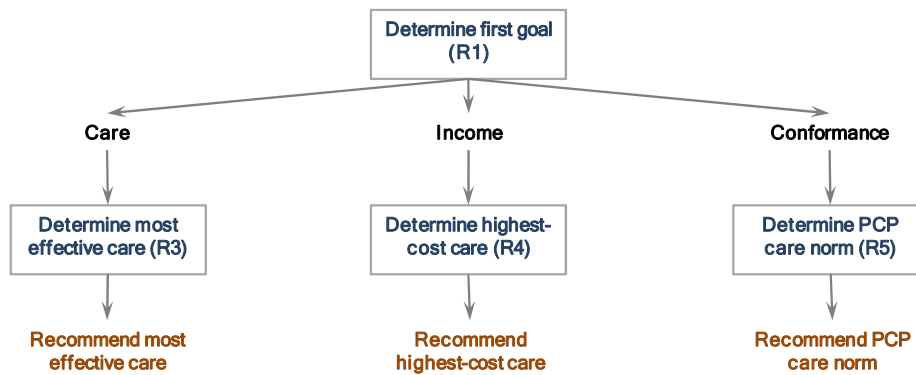 Determine first goal
(R1)
Care
Income
Conformance
Determine most
effective care (R3)
Determine highest-
cost care (R4)
Determine PCP
care norm (R5)
Recommend most
effective care
Recommend
highest-cost care
Recommend PCP
care norm